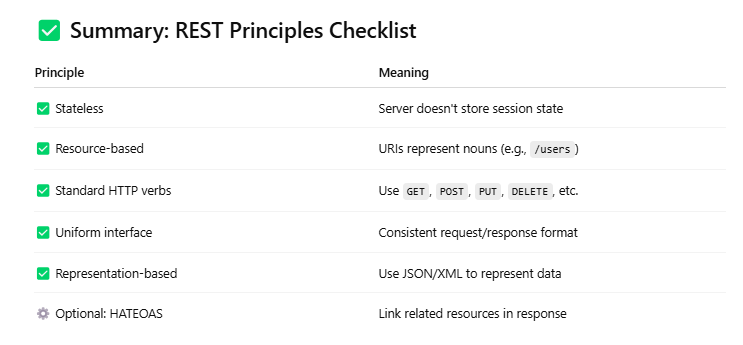 ✅ Summary: REST Principles Checklist
Principle Meaning
✅ Stateless Server doesn't store session state
✅ Resource-based URIs represent nouns (e.g., /users)
✅ Standard HTTP verbs Use GET, POST, PUT, DELETE, etc.
✅ Uniform interface Consistent request/response format
✅ Representation-based Use JSON/XML to represent data
⚙️ Optional: HATEOAS Link related resources in response